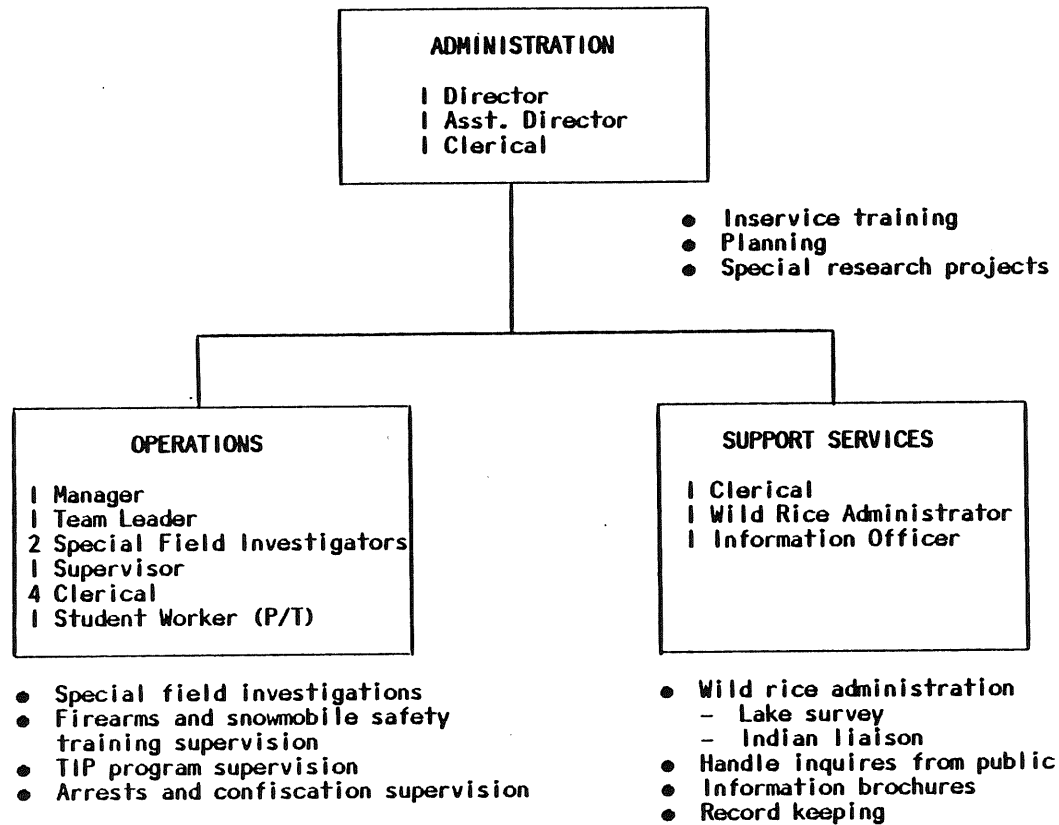 ADMINISTRATION
1 Director
1 Asst. Director
1 Clerical
● Inservice training
● Planning
● Special research projects
OPERATIONS
1 Manager
1 Team Leader
2 Special Field Investigators
1 Supervisor
4 Clerical
1 Student Worker (P/T)
● Special field investigations
● Firearms and snowmobile safety
training supervision
● TIP program supervision
● Arrests and confiscation supervision
SUPPORT SERVICES
1 Clerical
1 Wild Rice Administrator
1 Information Officer
● Wild rice administration
- Lake survey
- Indian liaison
● Handle inquires from public
● Information brochures
● Record keeping